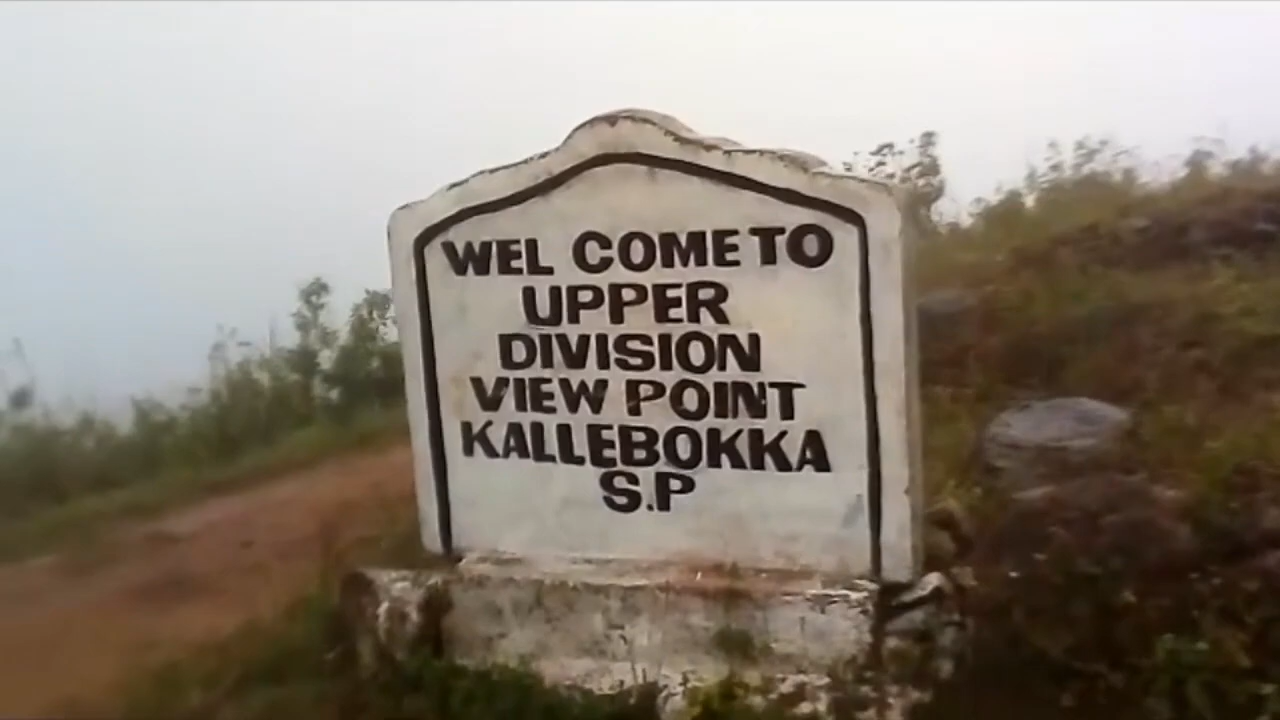 WEL COME TO
UPPER
DIVISION
VIEW POINT
KALLEBOKKA
S.P